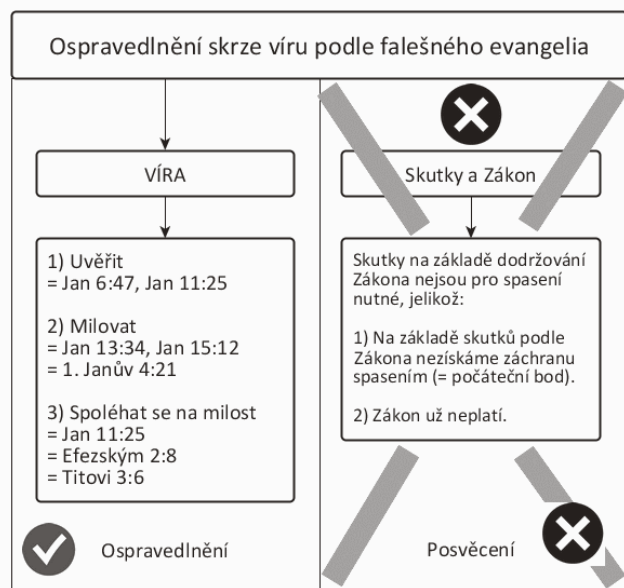 Ospravedlnění skrze víru podle falešného evangelia
VÍRA
1) Uvěřit
= Jan 6:47, Jan 11:25
2) Milovat
= Jan 13:34, Jan 15:12
= 1. Janův 4:21
3) Spoléhat se na milost
= Jan 11:25
= Efezským 2:8
= Titovi 3:6
Ospravedlnění
Skutky a Zákon
Skutky na základě dodržování
Zákona nejsou pro spasení
nutné, jelikož:
1) Na základě skutků podle
Zákona nezískáme záchranu
spasením (= počáteční bod).
2) Zákon už neplatí.
Posvěcení